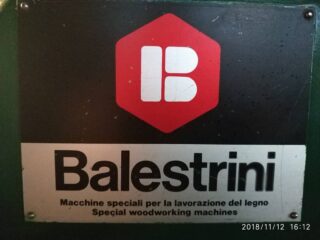 B
Balestrini
Macchine speciali per la lavorazione del legno
Special woodworking machines
2018/11/12 16:12